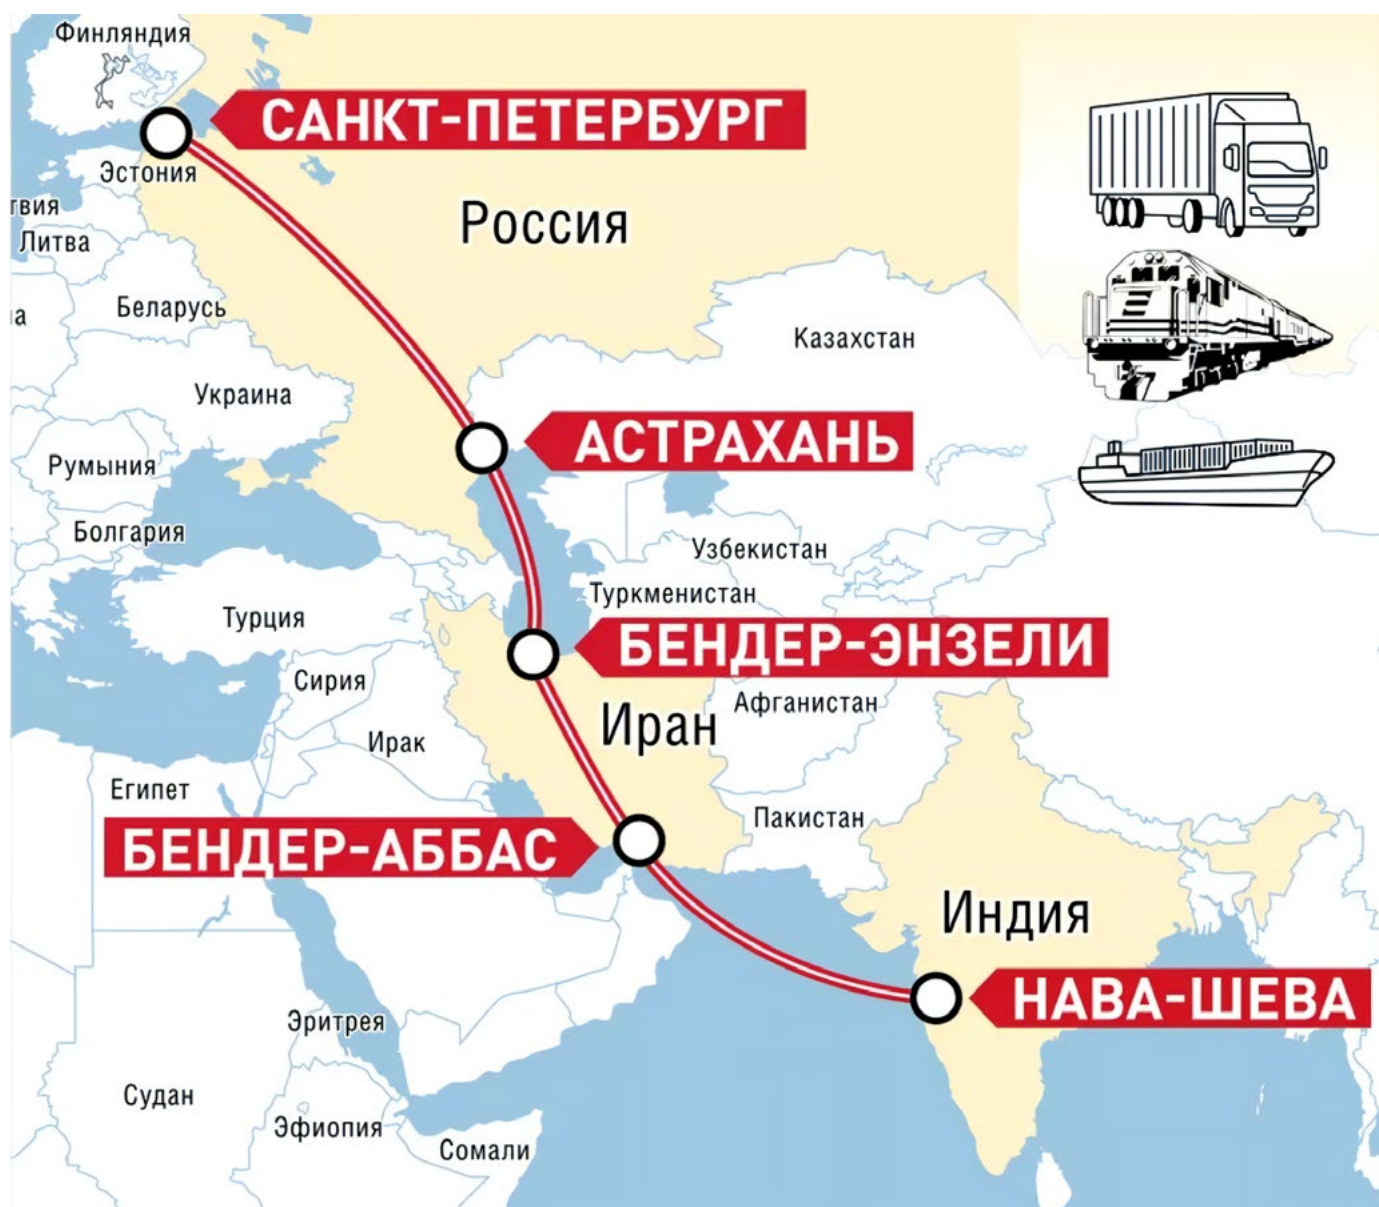 Финляндия
САНКТ-ПЕТЕРБУРГ
Эстония
твия
Россия
Литва
Беларусь
а
Казахстан
Украина
АСТРАХАНЬ
Румыния
Болгария
Узбекистан
Туркменистан
Турция
БЕНДЕР-ЭНЗЕЛИ
Сирия
Афганистан
Иран
Ирак
Египет
Пакистан
БЕНДЕР-АББАС
Индия
НАВА-ШЕВА
Эритрея
Судан
Эфиопия
Сомали